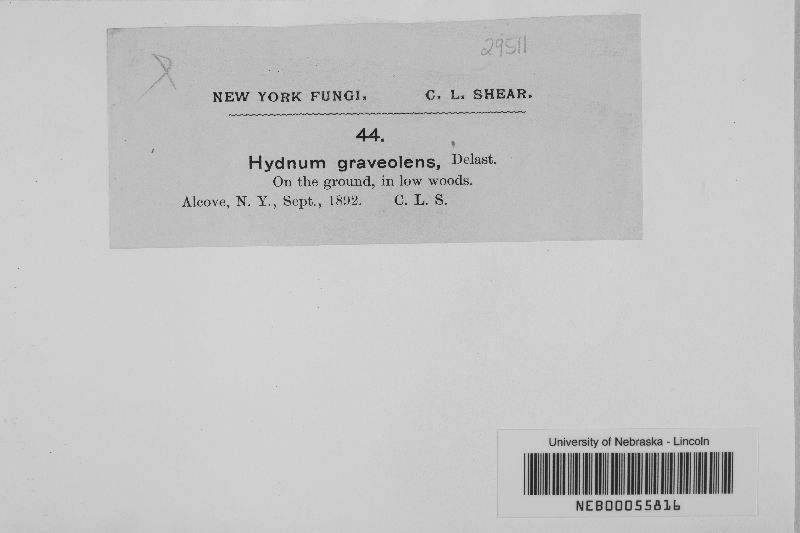 29511
NEW YORK FUNGI. C. L. SHEAR.
44.
Hydnum graveolens, Delast.
On the ground, in low woods.
Alcove, N. Y., Sept., 1892. C. L. S.
University of Nebraska - Lincoln
NEB00055816